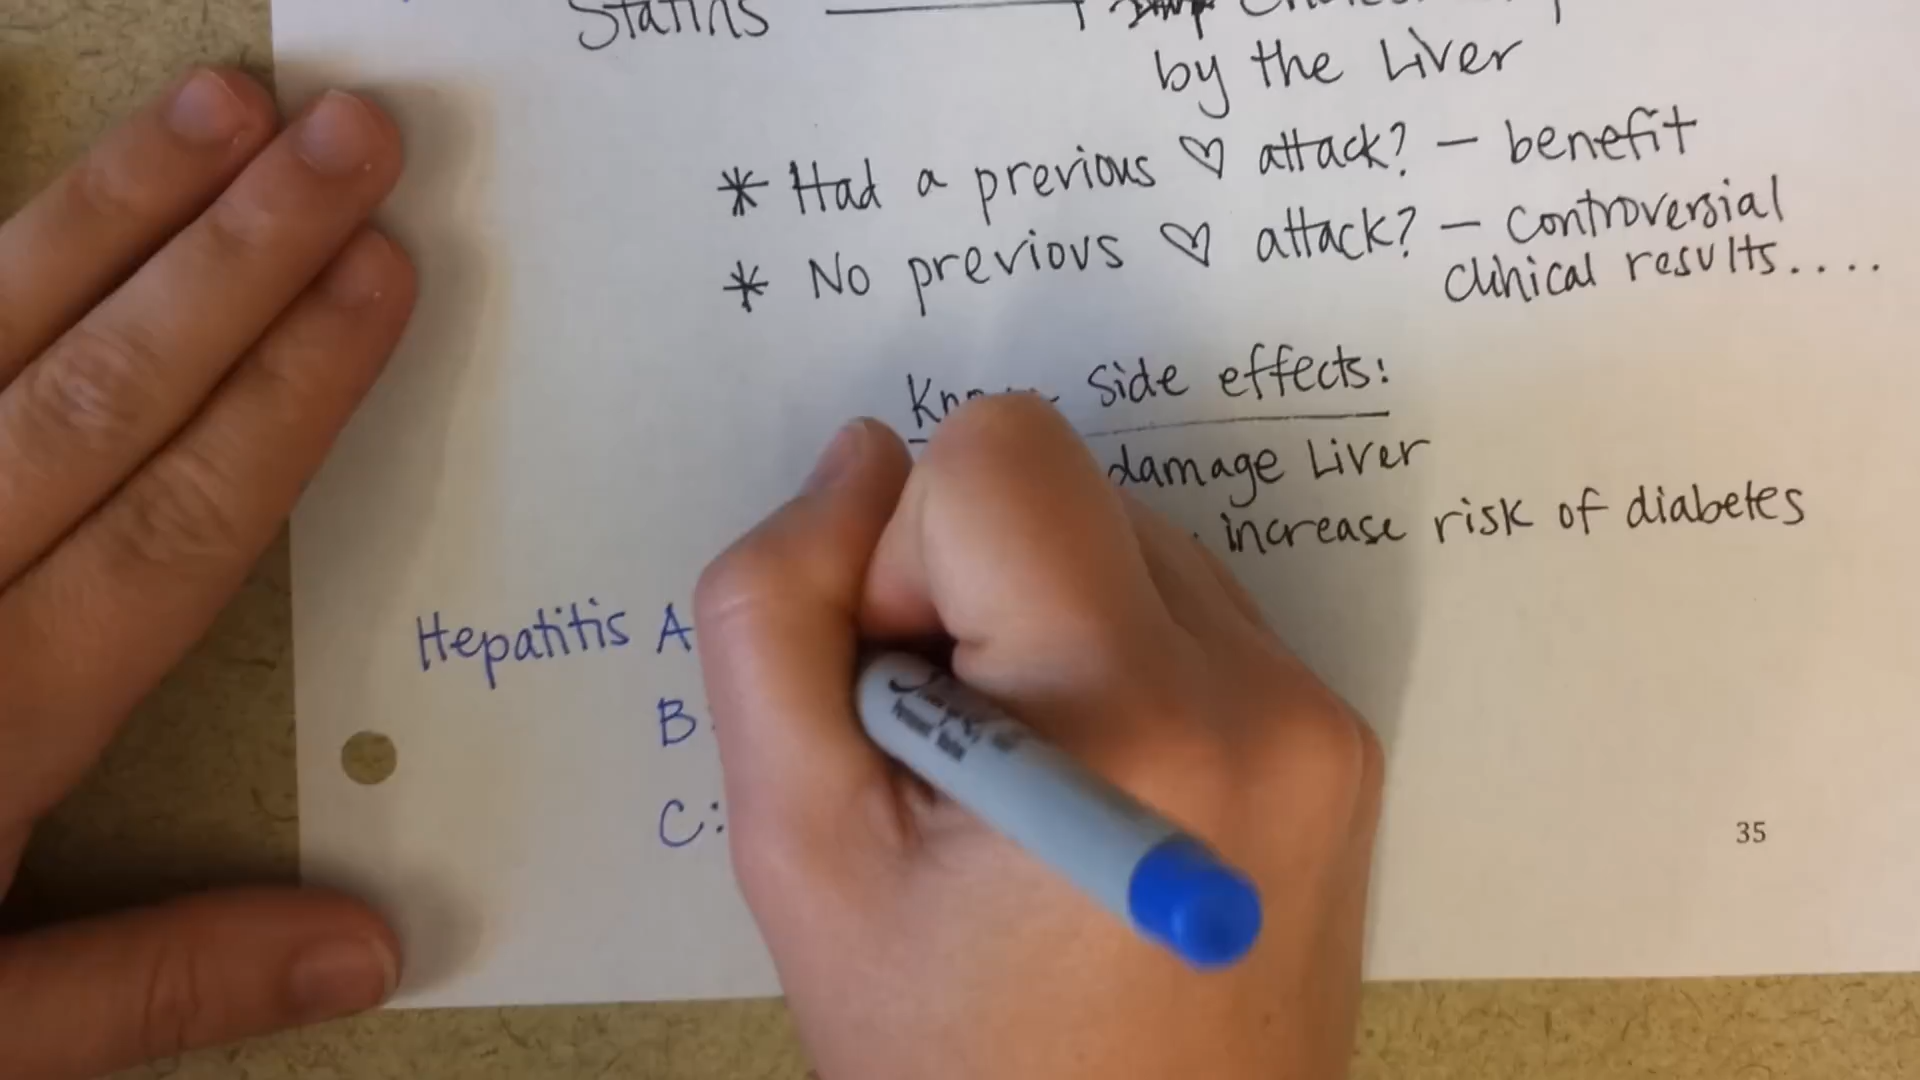 Statins
by the Liver
* Had a previous ♡ attack? — benefit
* No previous ♡ attack? — controversial
clinical results....
side effects:
damage Liver
increase risk of diabetes
Hepatitis A
B:
C:
35